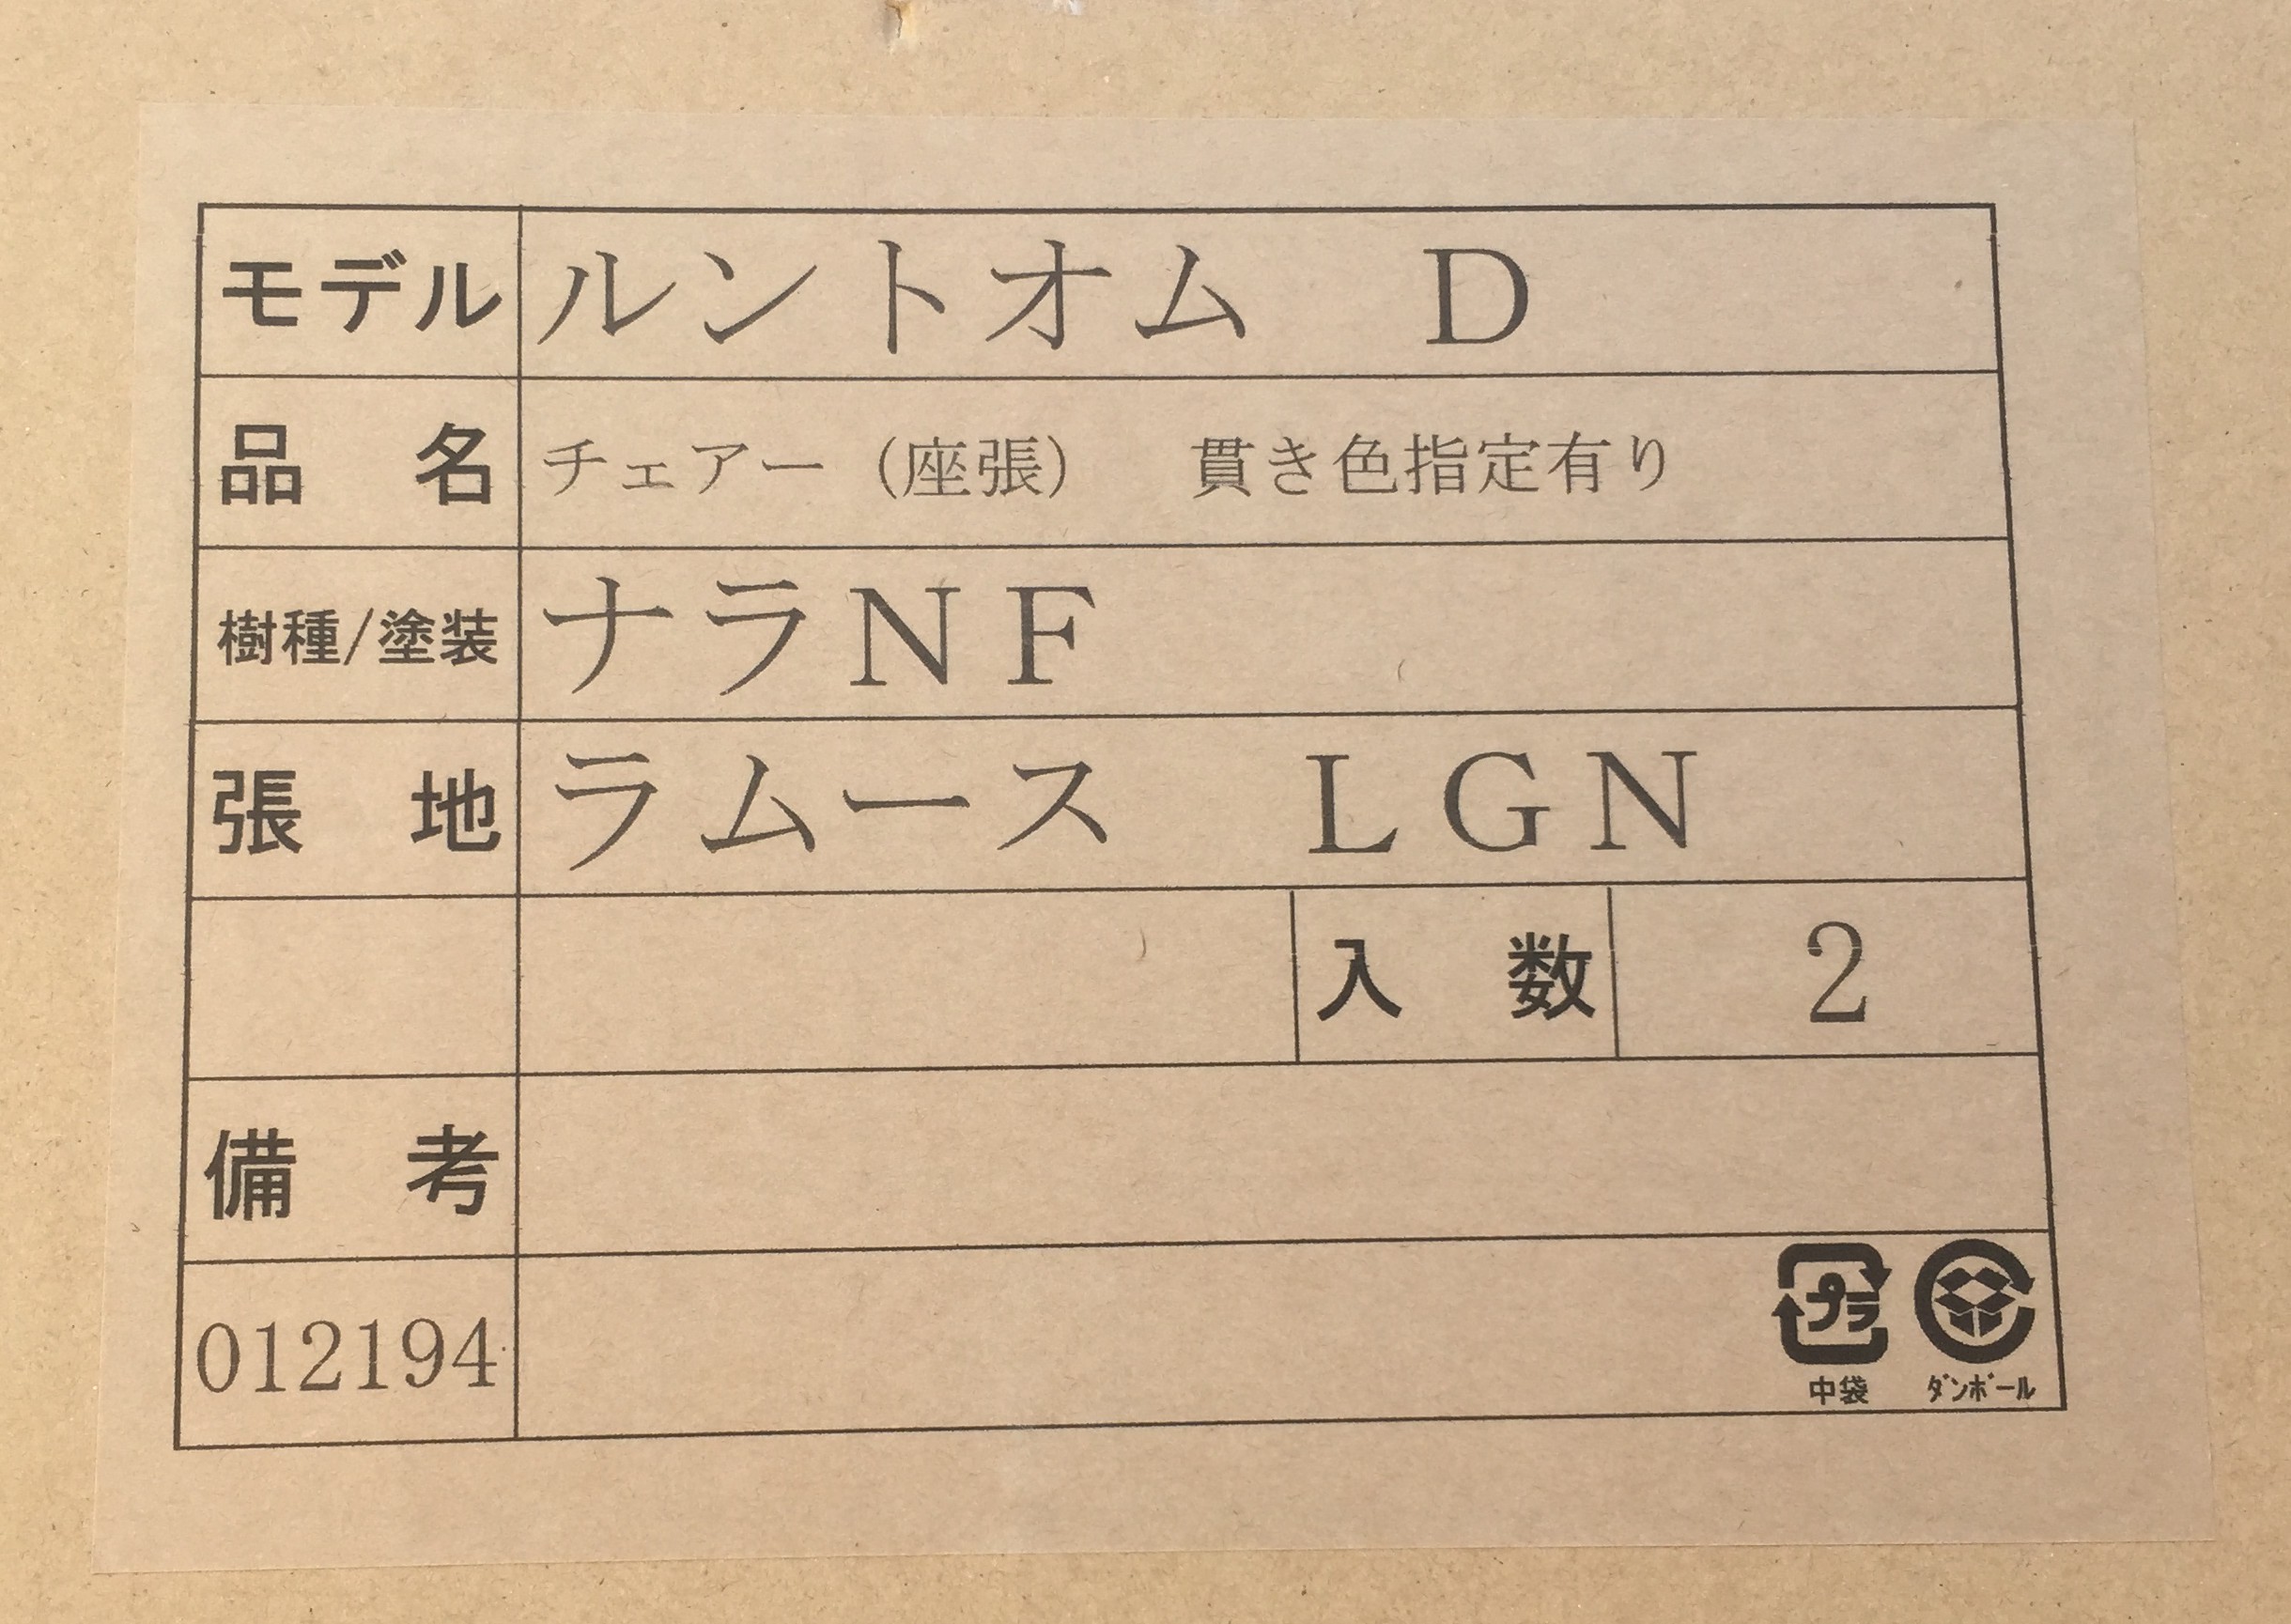 モデル ルントオム　D
品　名 チェアー（座張）　貫き色指定有り
樹種/塗装 ナラNF
張　地 ラムース　LGN
入　数 2
備　考
012194
プラ
中袋 ﾀﾞﾝﾎﾞｰﾙ